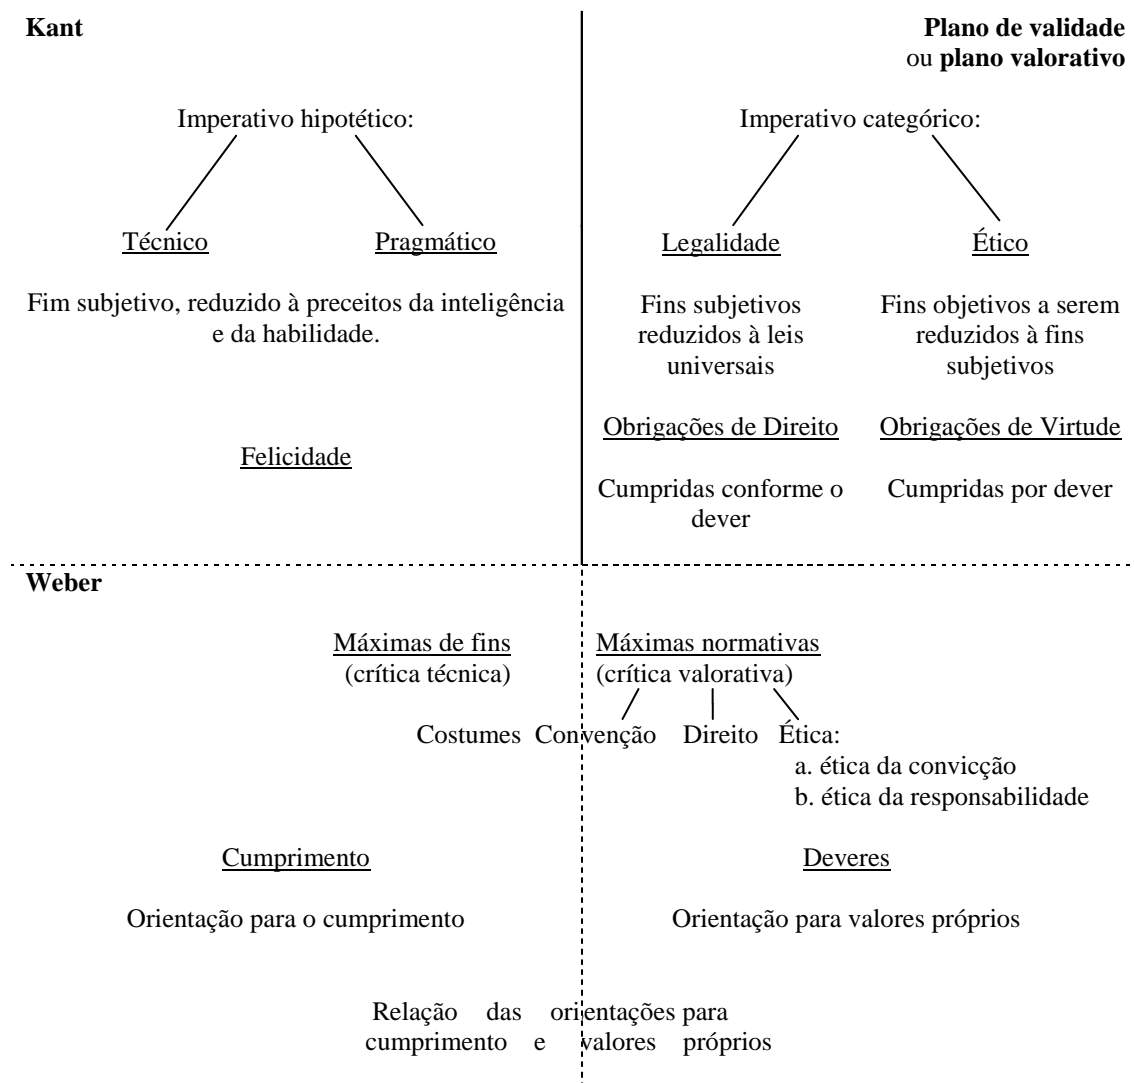 Kant
Plano de validade
ou plano valorativo
Imperativo hipotético:
Imperativo categórico:
Técnico
Pragmático
Legalidade
Ético
Fim subjetivo, reduzido à preceitos da inteligência
e da habilidade.
Fins subjetivos
reduzidos à leis
universais
Fins objetivos a serem
reduzidos à fins
subjetivos
Felicidade
Obrigações de Direito
Obrigações de Virtude
Cumpridas conforme o
dever
Cumpridas por dever
Weber
Máximas de fins
(crítica técnica)
Máximas normativas
(crítica valorativa)
Costumes Convenção Direito Ética:
a. ética da convicção
b. ética da responsabilidade
Cumprimento
Deveres
Orientação para o cumprimento
Orientação para valores próprios
Relação das orientações para
cumprimento e valores próprios